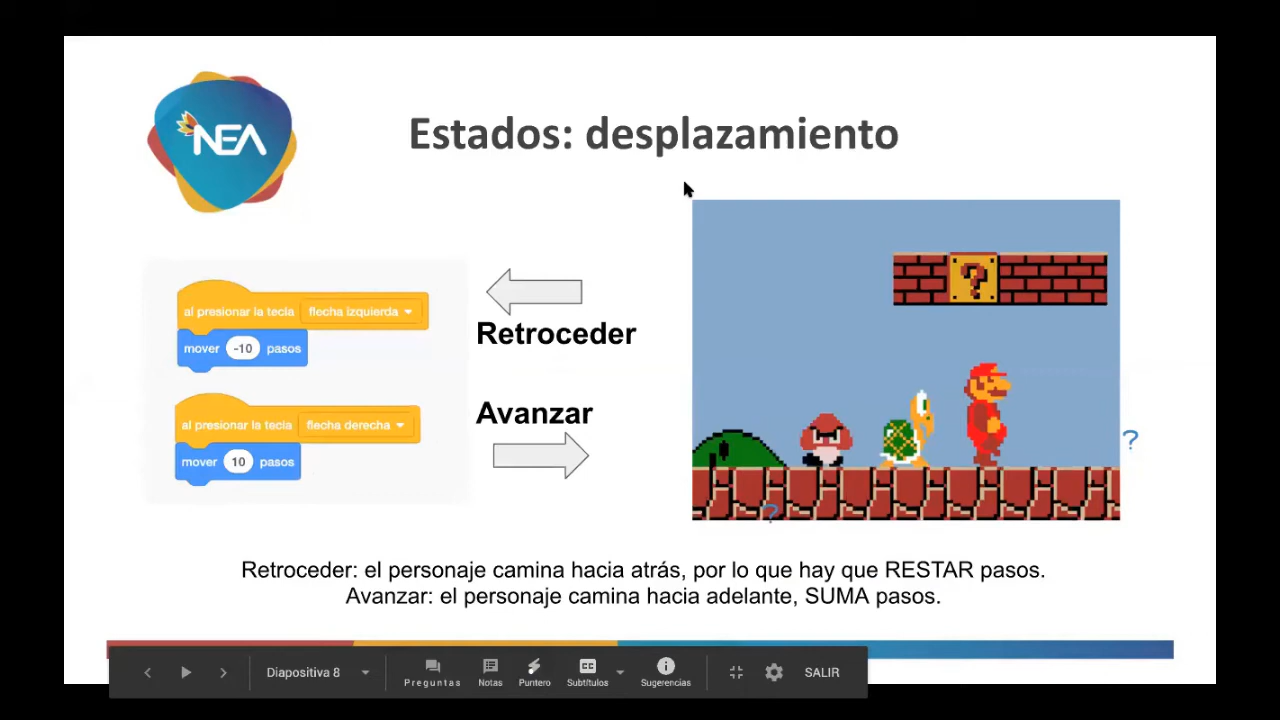 NEA
Estados: desplazamiento
al presionar la tecla flecha izquierda
mover -10 pasos
al presionar la tecla flecha derecha
mover 10 pasos
Retroceder
Avanzar
?
?
?
Retroceder: el personaje camina hacia atrás, por lo que hay que RESTAR pasos.
Avanzar: el personaje camina hacia adelante, SUMA pasos.
Diapositiva 8
Preguntas
Notas
Puntero
CC
Subtítulos
Sugerencias
SALIR